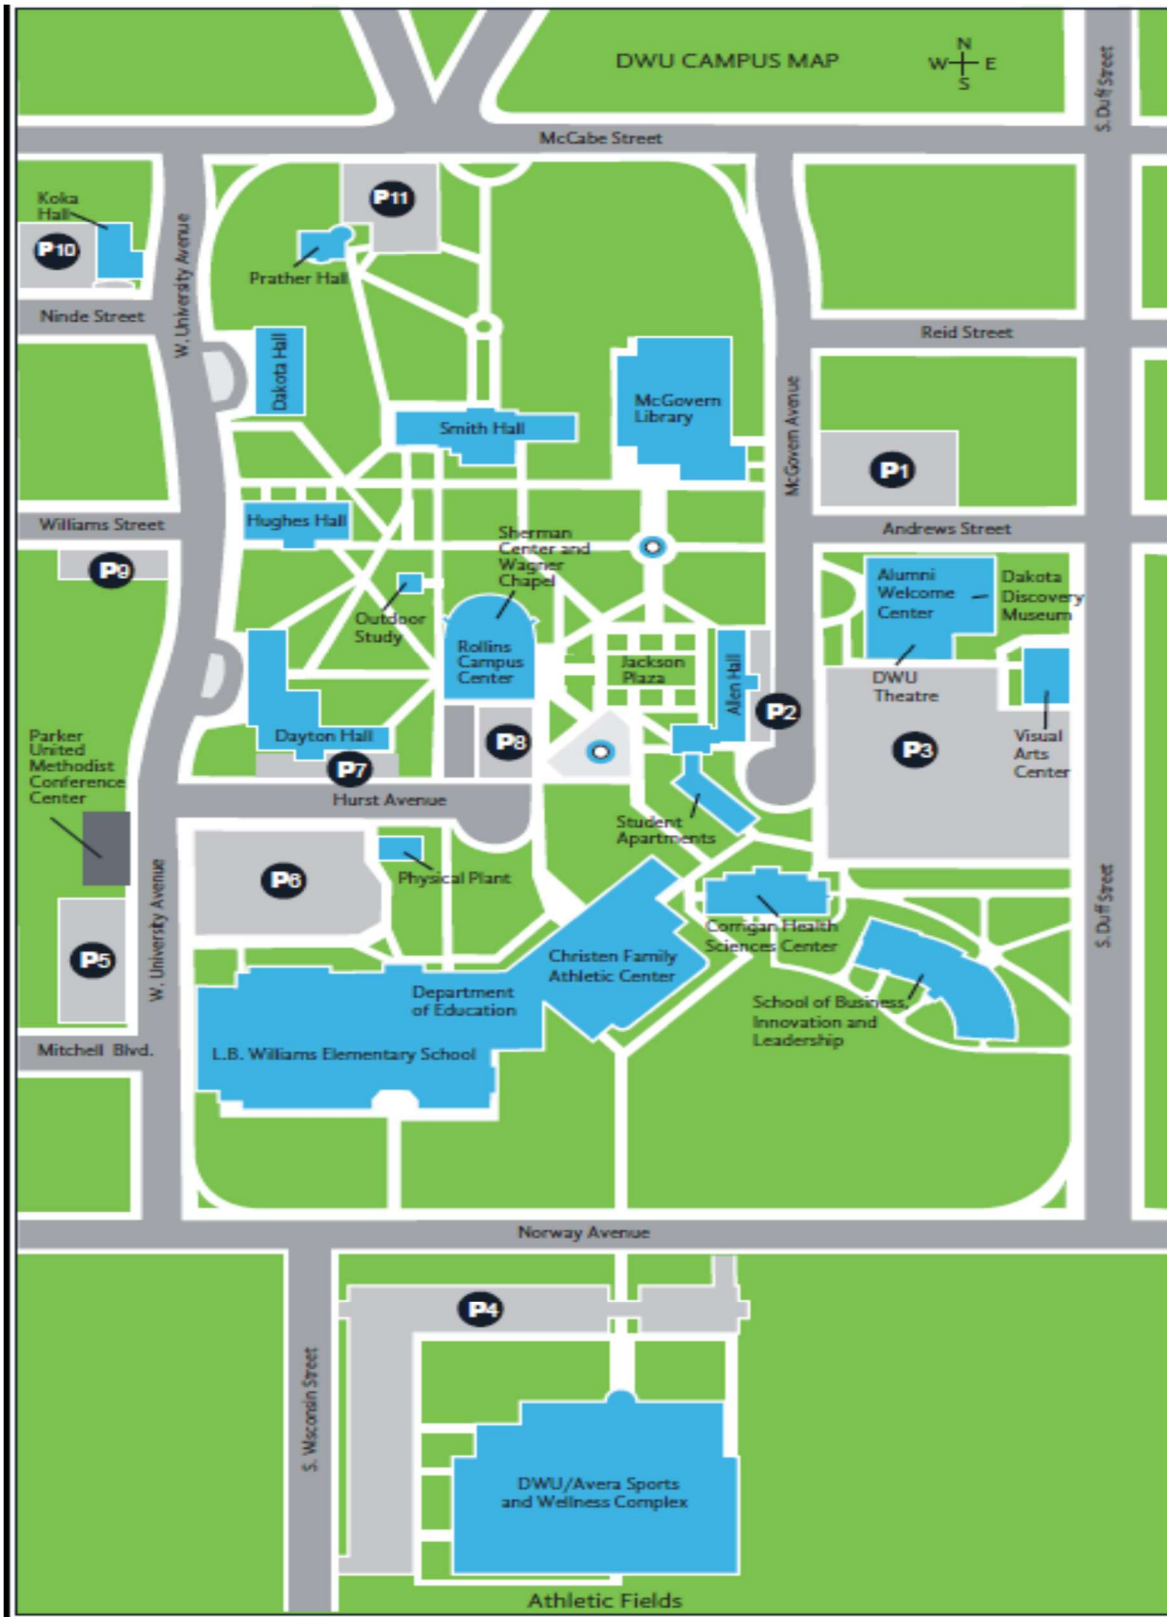 DWU CAMPUS MAP
N
W E
S
S. Duff Street
McCabe Street
Koka
Hall
P11
P10
W. University Avenue
Prather Hall
Ninde Street
Reid Street
Dakota Hall
McGovern
Library
Smith Hall
McGovern Avenue
P1
Williams Street
Hughes Hall
Andrews Street
Sherman
Center and
Wagner
Chapel
P9
Alumni
Welcome
Center
Dakota
Discovery
Museum
Outdoor
Study
Rollins
Campus
Center
Jackson
Plaza
Allen Hall
DWU
Theatre
P2
Parker
United
Methodist
Conference
Center
Dayton Hall
P8
P3
Visual
Arts
Center
P7
Hurst Avenue
Student
Apartments
P6
Physical Plant
W. University Avenue
S. Duff Street
Corrigan Health
Sciences Center
P5
Christen Family
Athletic Center
Department
of Education
School of Business,
Innovation and
Leadership
Mitchell Blvd.
L.B. Williams Elementary School
Norway Avenue
P4
S. Wisconsin Street
DWU/Avera Sports
and Wellness Complex
Athletic Fields